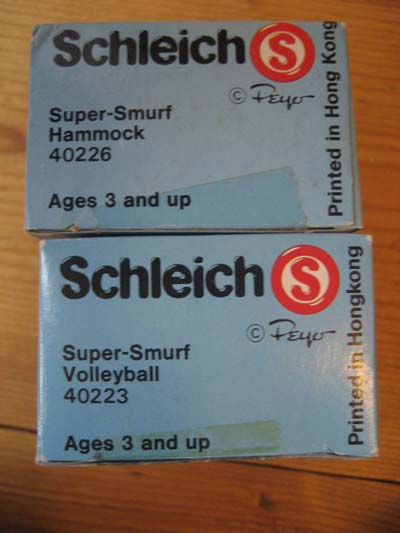 Schleich S
© Peyo
Super-Smurf
Hammock
40226
Ages 3 and up
Printed in Hong Kong
Schleich S
© Peyo
Super-Smurf
Volleyball
40223
Ages 3 and up
Printed in Hongkong